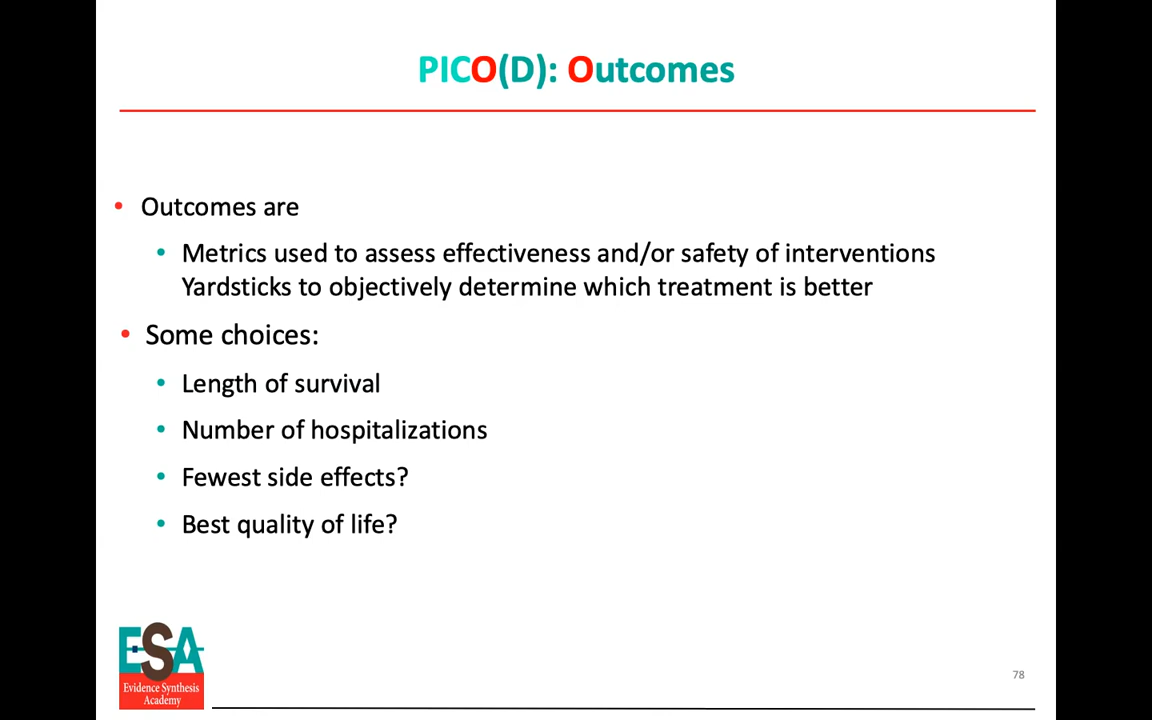 PICO(D): Outcomes
• Outcomes are
• Metrics used to assess effectiveness and/or safety of interventions
Yardsticks to objectively determine which treatment is better
• Some choices:
• Length of survival
• Number of hospitalizations
• Fewest side effects?
• Best quality of life?
ESA
Evidence Synthesis
Academy
78